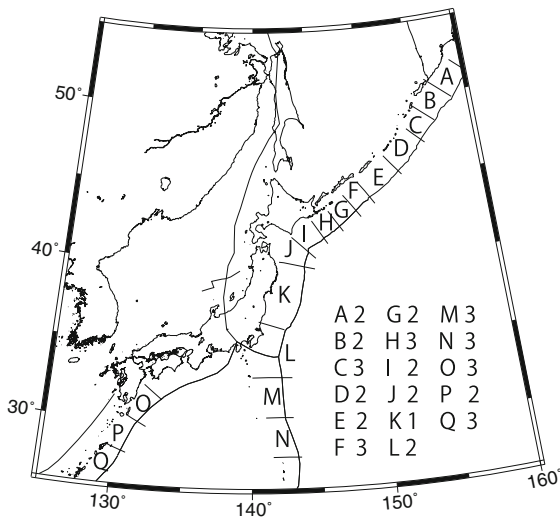 50°
40°
30°
130°
140°
150°
160°
A
B
C
D
E
F
G
H
I
J
K
L
M
N
O
P
Q
A 2 G 2 M 3
B 2 H 3 N 3
C 3 I 2 O 3
D 2 J 2 P 2
E 2 K 1 Q 3
F 3 L 2